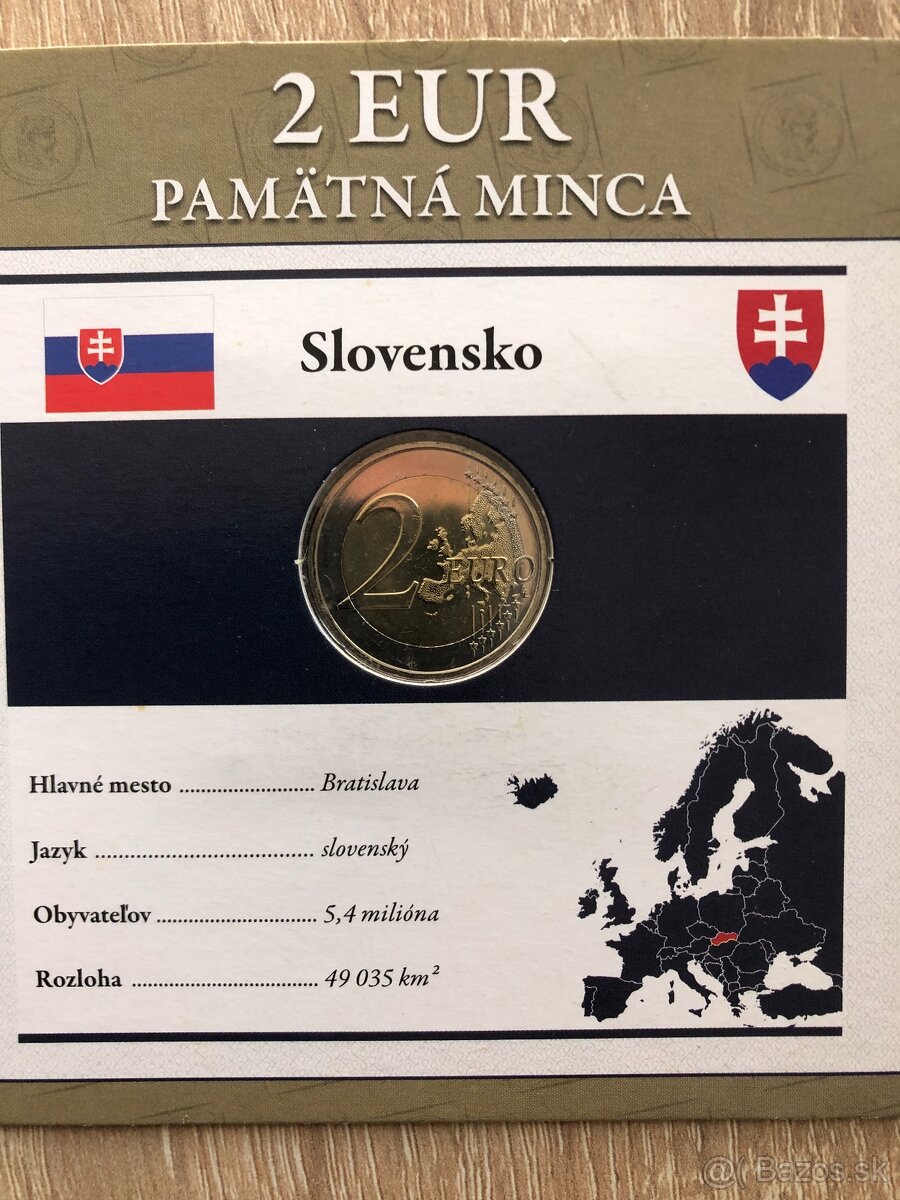 2 EUR
PAMÄTNÁ MINCA
Slovensko
2 EURO
Hlavné mesto ........................ Bratislava
Jazyk ....................................... slovenský
Obyvateľov ............................. 5,4 milióna
Rozloha .................................. 49 035 km²
@( Bazos.sk